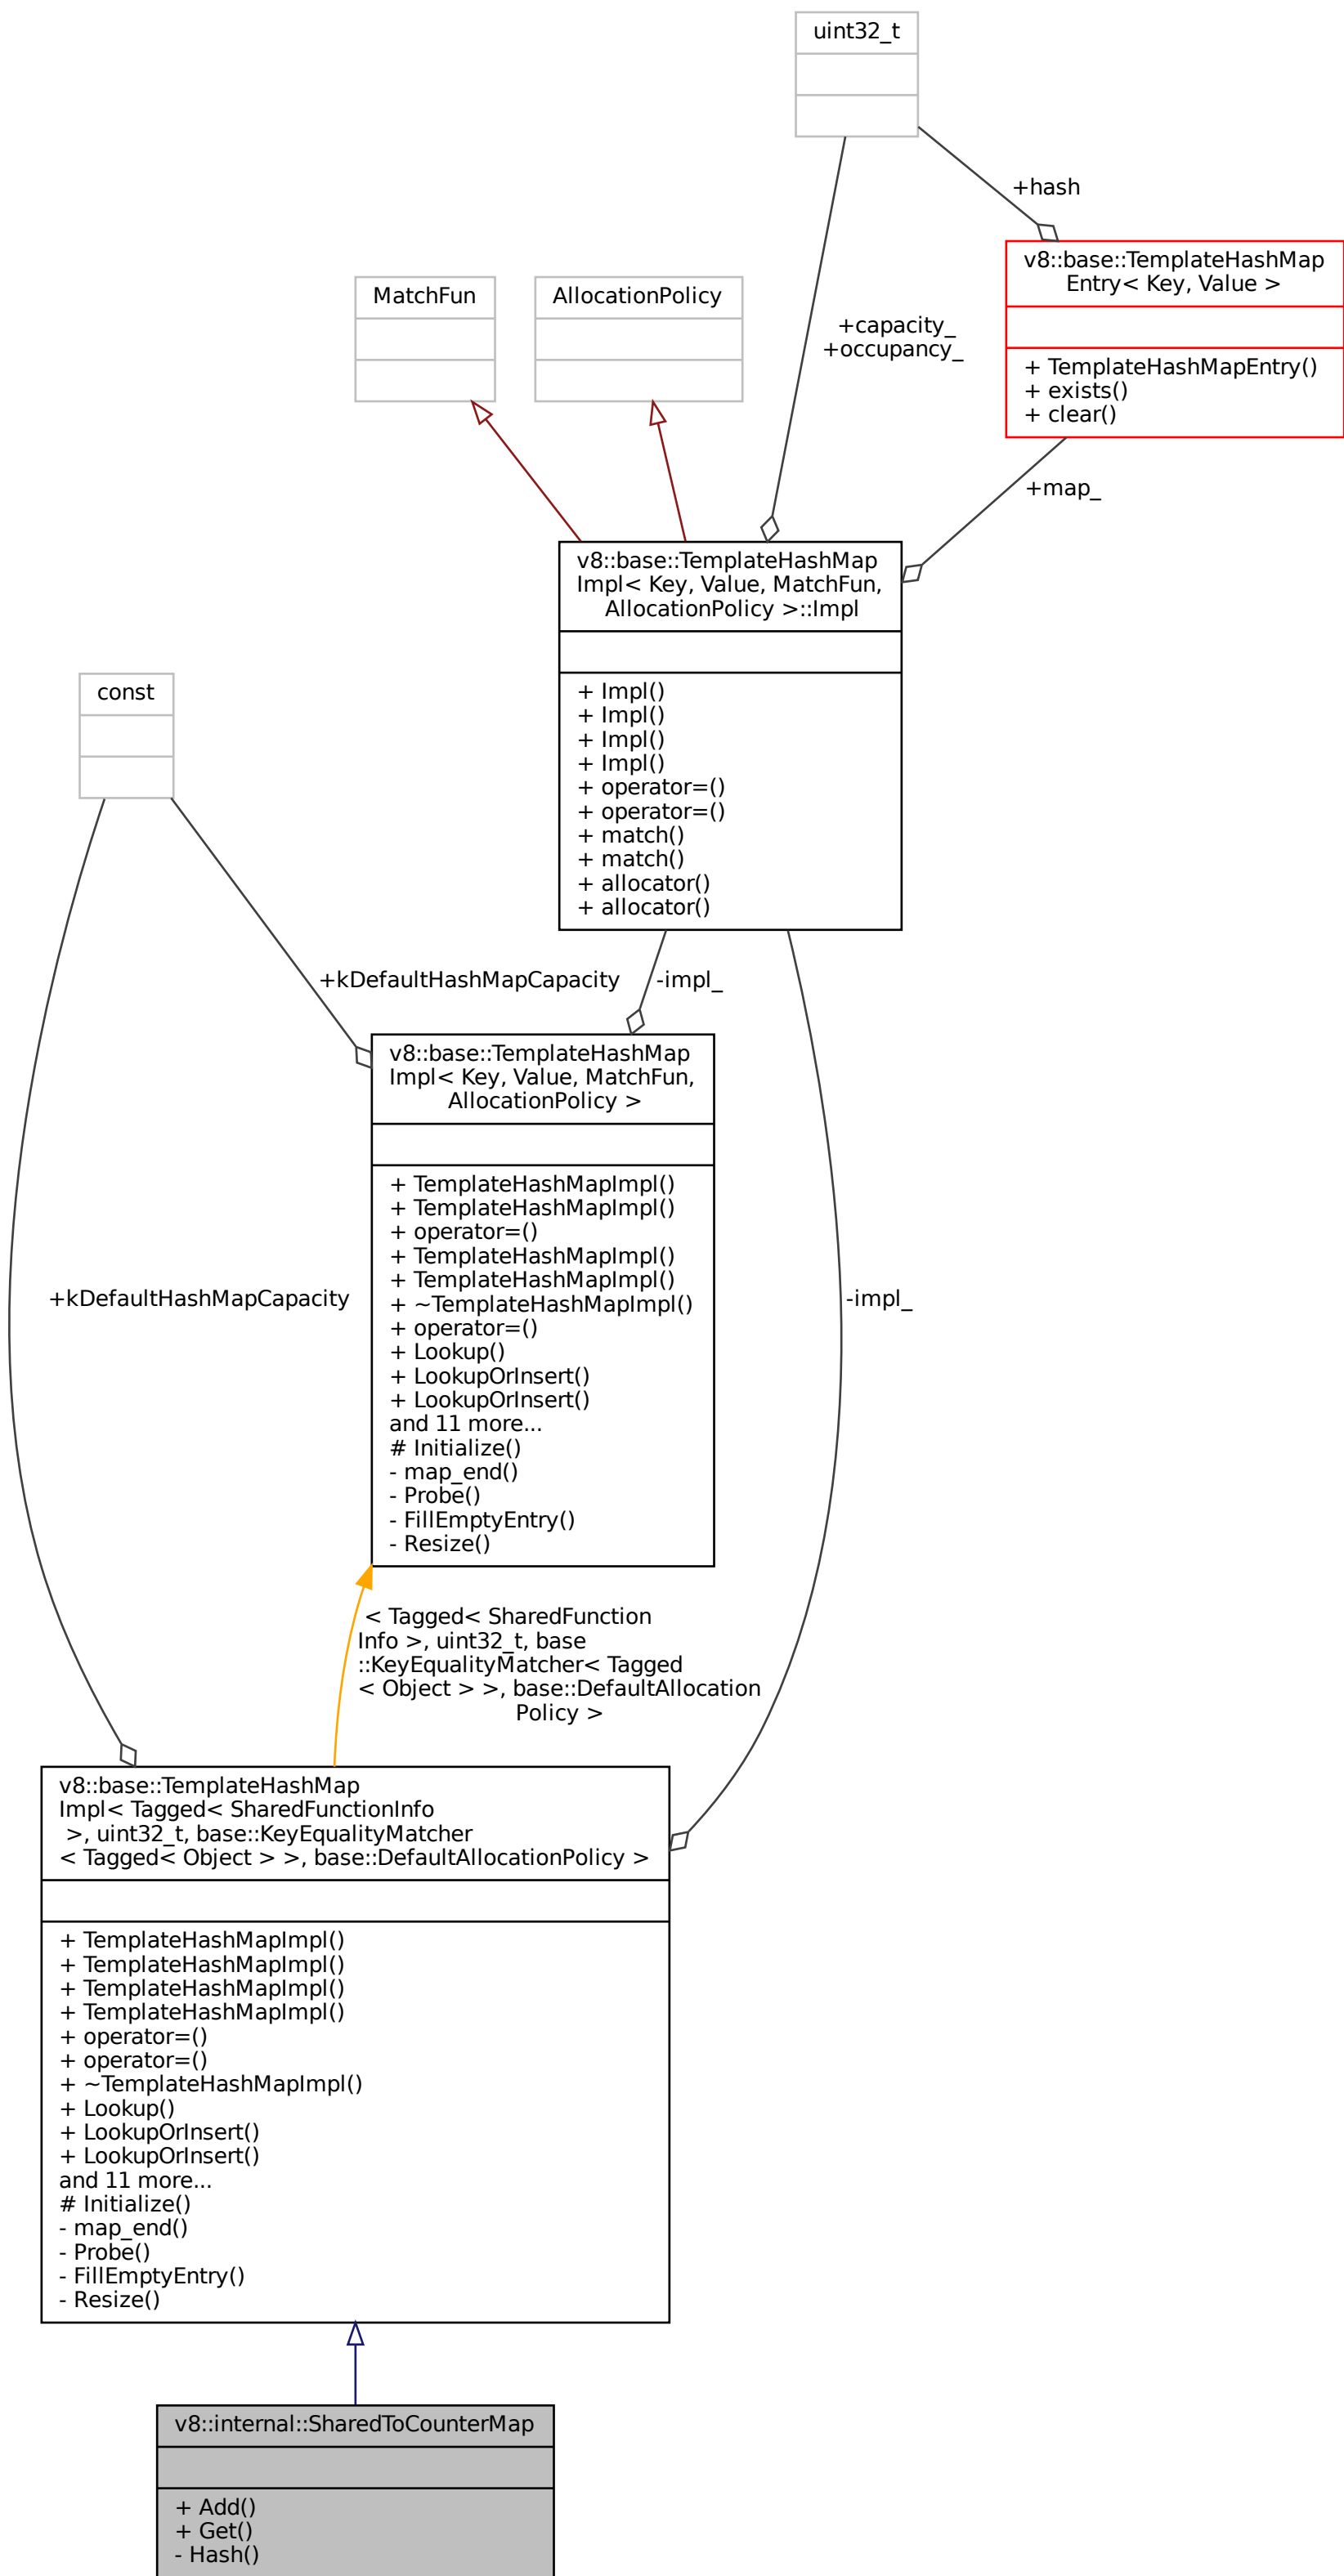 uint32_t
+hash
v8::base::TemplateHashMap
Entry< Key, Value >
+ TemplateHashMapEntry()
+ exists()
+ clear()
MatchFun
AllocationPolicy
+capacity_
+occupancy_
+map_
v8::base::TemplateHashMap
Impl< Key, Value, MatchFun,
AllocationPolicy >::Impl
+ Impl()
+ Impl()
+ Impl()
+ Impl()
+ operator=()
+ operator=()
+ match()
+ match()
+ allocator()
+ allocator()
const
+kDefaultHashMapCapacity
-impl_
v8::base::TemplateHashMap
Impl< Key, Value, MatchFun,
AllocationPolicy >
+ TemplateHashMapImpl()
+ TemplateHashMapImpl()
+ operator=()
+ TemplateHashMapImpl()
+ TemplateHashMapImpl()
+ ~TemplateHashMapImpl()
+ operator=()
+ Lookup()
+ LookupOrInsert()
+ LookupOrInsert()
and 11 more...
# Initialize()
- map_end()
- Probe()
- FillEmptyEntry()
- Resize()
+kDefaultHashMapCapacity
-impl_
< Tagged< SharedFunction
Info >, uint32_t, base
::KeyEqualityMatcher< Tagged
< Object > >, base::DefaultAllocation
Policy >
v8::base::TemplateHashMap
Impl< Tagged< SharedFunctionInfo
>, uint32_t, base::KeyEqualityMatcher
< Tagged< Object > >, base::DefaultAllocationPolicy >
+ TemplateHashMapImpl()
+ TemplateHashMapImpl()
+ TemplateHashMapImpl()
+ TemplateHashMapImpl()
+ operator=()
+ operator=()
+ ~TemplateHashMapImpl()
+ Lookup()
+ LookupOrInsert()
+ LookupOrInsert()
and 11 more...
# Initialize()
- map_end()
- Probe()
- FillEmptyEntry()
- Resize()
v8::internal::SharedToCounterMap
+ Add()
+ Get()
- Hash()